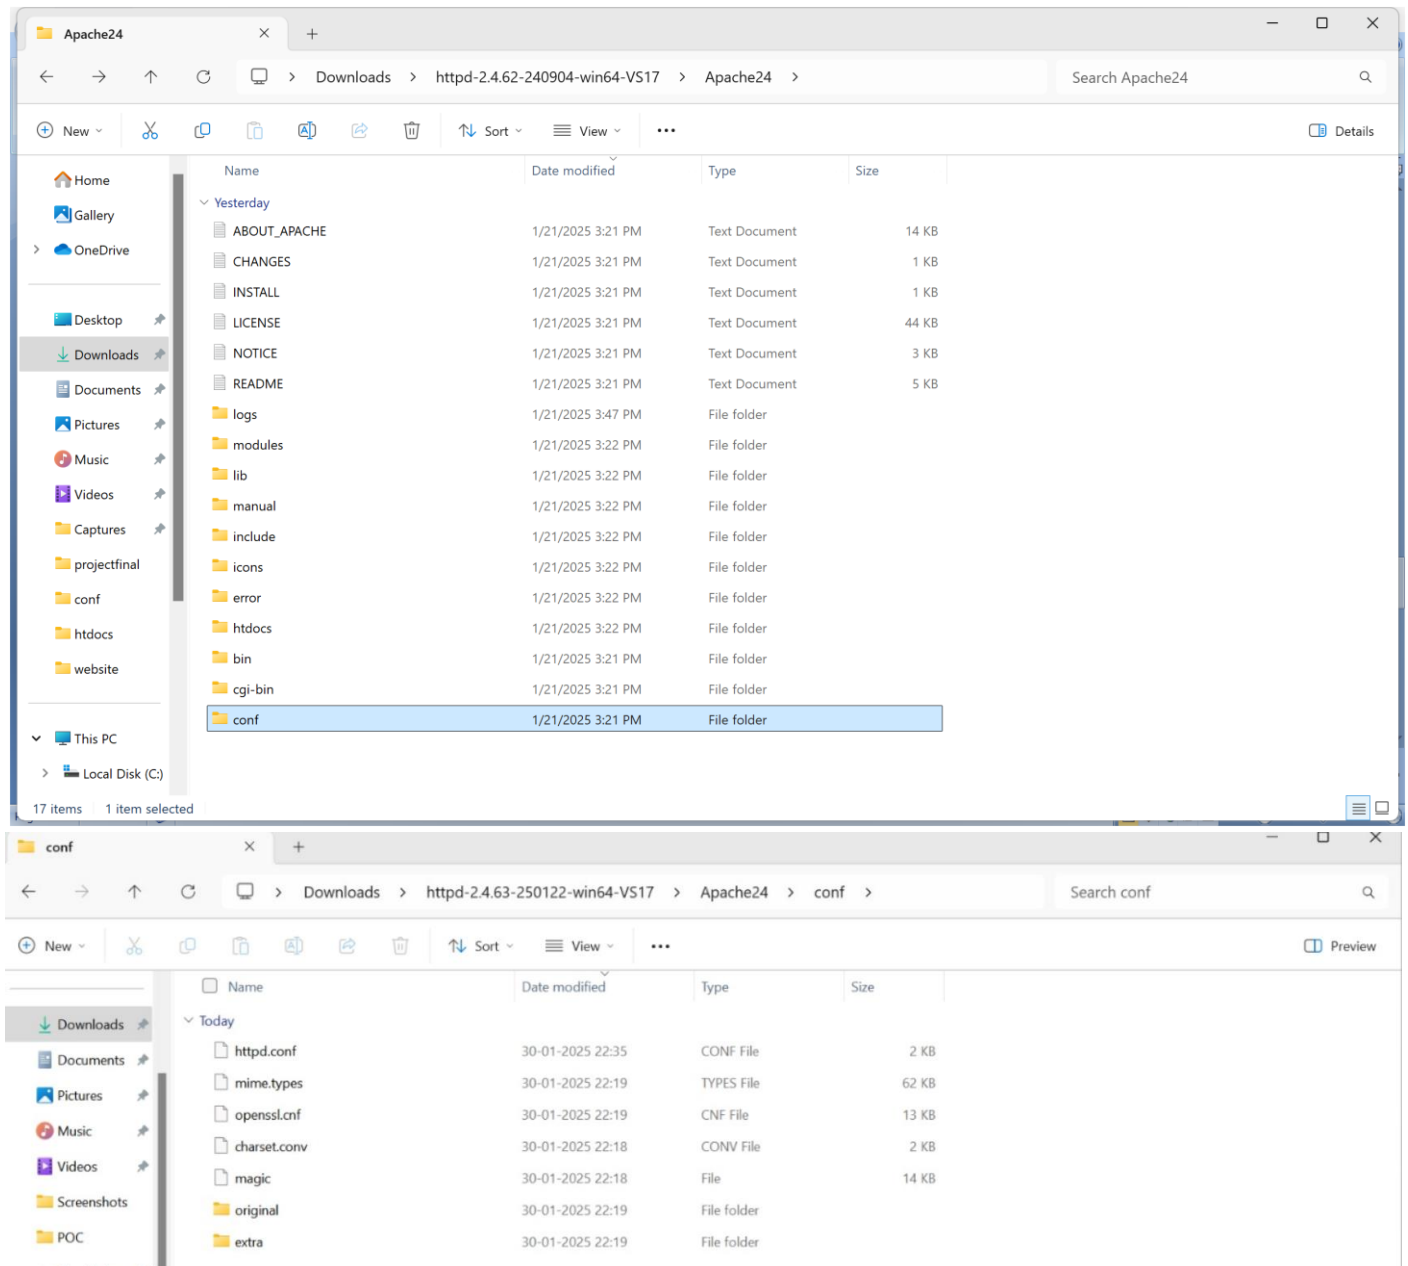 Apache24
Downloads > httpd-2.4.62-240904-win64-VS17 > Apache24 >
Search Apache24
New
Sort
View
Details
Home
Gallery
OneDrive
Desktop
Downloads
Documents
Pictures
Music
Videos
Captures
projectfinal
conf
htdocs
website
This PC
Local Disk (C:)
Name Date modified Type Size
Yesterday
ABOUT_APACHE 1/21/2025 3:21 PM Text Document 14 KB
CHANGES 1/21/2025 3:21 PM Text Document 1 KB
INSTALL 1/21/2025 3:21 PM Text Document 1 KB
LICENSE 1/21/2025 3:21 PM Text Document 44 KB
NOTICE 1/21/2025 3:21 PM Text Document 3 KB
README 1/21/2025 3:21 PM Text Document 5 KB
logs 1/21/2025 3:47 PM File folder
modules 1/21/2025 3:22 PM File folder
lib 1/21/2025 3:22 PM File folder
manual 1/21/2025 3:22 PM File folder
include 1/21/2025 3:22 PM File folder
icons 1/21/2025 3:22 PM File folder
error 1/21/2025 3:22 PM File folder
htdocs 1/21/2025 3:22 PM File folder
bin 1/21/2025 3:21 PM File folder
cgi-bin 1/21/2025 3:21 PM File folder
conf 1/21/2025 3:21 PM File folder
17 items 1 item selected
conf
Downloads > httpd-2.4.63-250122-win64-VS17 > Apache24 > conf >
Search conf
New
Sort
View
Preview
Downloads
Documents
Pictures
Music
Videos
Screenshots
POC
Name Date modified Type Size
Today
httpd.conf 30-01-2025 22:35 CONF File 2 KB
mime.types 30-01-2025 22:19 TYPES File 62 KB
openssl.cnf 30-01-2025 22:19 CNF File 13 KB
charset.conv 30-01-2025 22:18 CONV File 2 KB
magic 30-01-2025 22:18 File 14 KB
original 30-01-2025 22:19 File folder
extra 30-01-2025 22:19 File folder